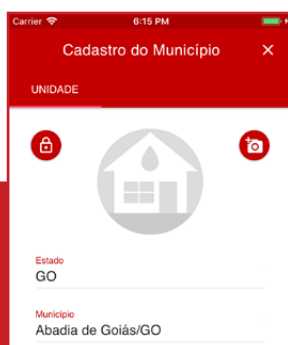 Carrier 6:15 PM
Cadastro do Município
UNIDADE
Estado
GO
Município
Abadia de Goiás/GO